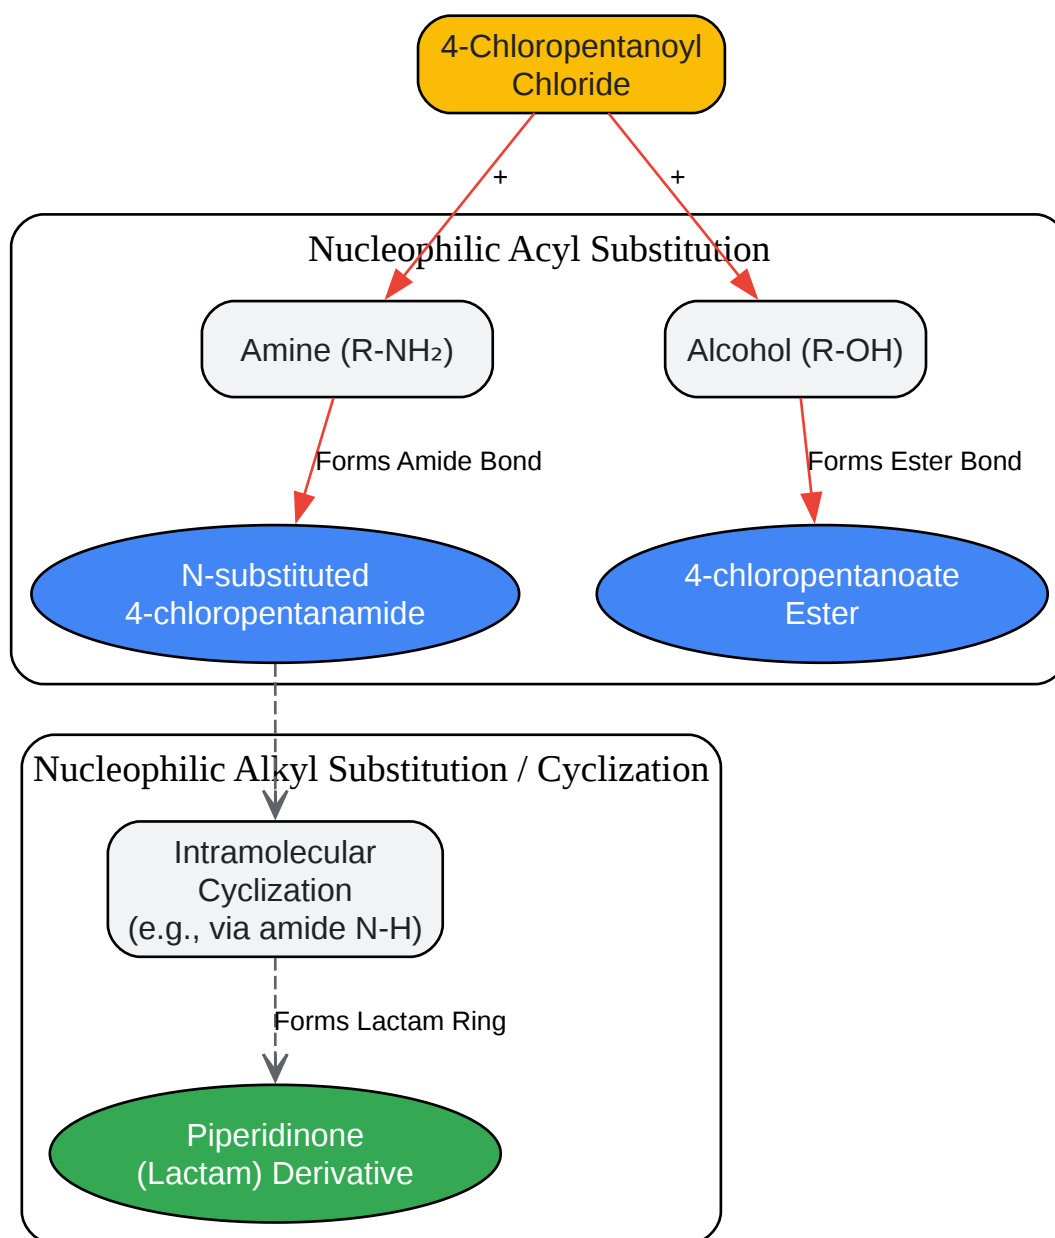 4-Chloropentanoyl
Chloride
+
+
Nucleophilic Acyl Substitution
Amine (R-NH₂)
Alcohol (R-OH)
Forms Amide Bond
Forms Ester Bond
N-substituted
4-chloropentanamide
4-chloropentanoate
Ester
Nucleophilic Alkyl Substitution / Cyclization
Intramolecular
Cyclization
(e.g., via amide N-H)
Forms Lactam Ring
Piperidinone
(Lactam) Derivative